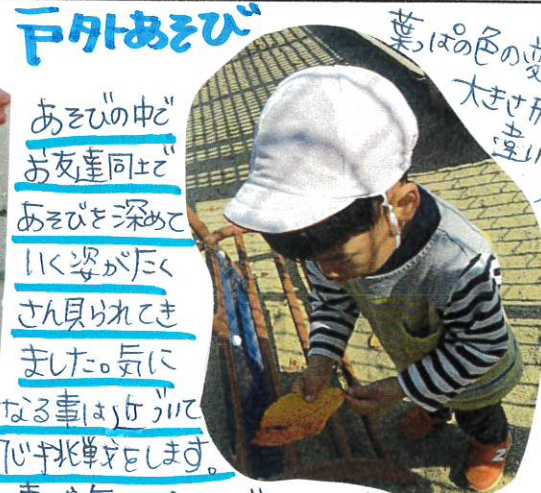 戸外あそび
あそびの中で
お友達同士で
あそびを深めて
いく姿がたく
さん見られてき
ました。気に
なる事は近づいて
挑戦をします。
葉っぱの色の変
大きさ
違い
N